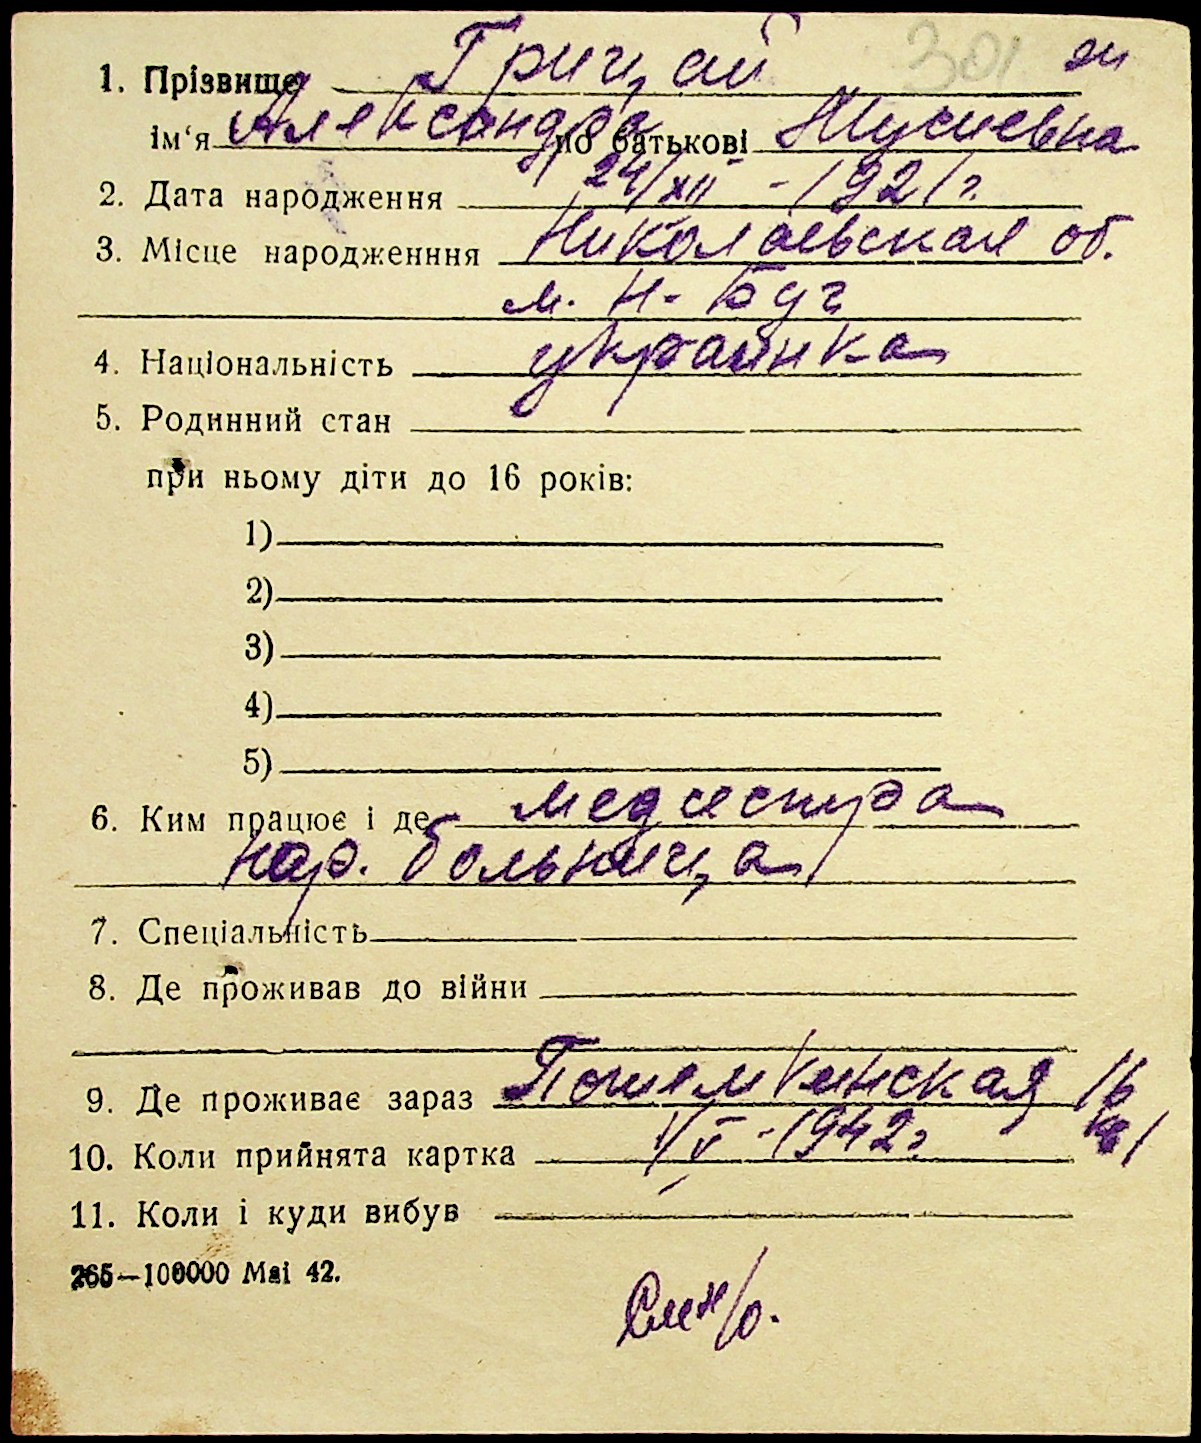 301
1. Прізвище Грицай
ім'я Александра по батькові Мусиевна
2. Дата народження 24/XII - 1921 г.
3. Місце народженння Николаевская об.
м. Н. Буг
4. Національність украинка
5. Родинний стан
при ньому діти до 16 років:
1)
2)
3)
4)
5)
6. Ким працює і де медсестра
нар. больница
7. Спеціальність
8. Де проживав до війни
9. Де проживає зараз Потемкинская 16
10. Коли прийнята картка 1/V - 1942 г.
11. Коли і куди вибув
265—100000 Mai 42.
См н/о.